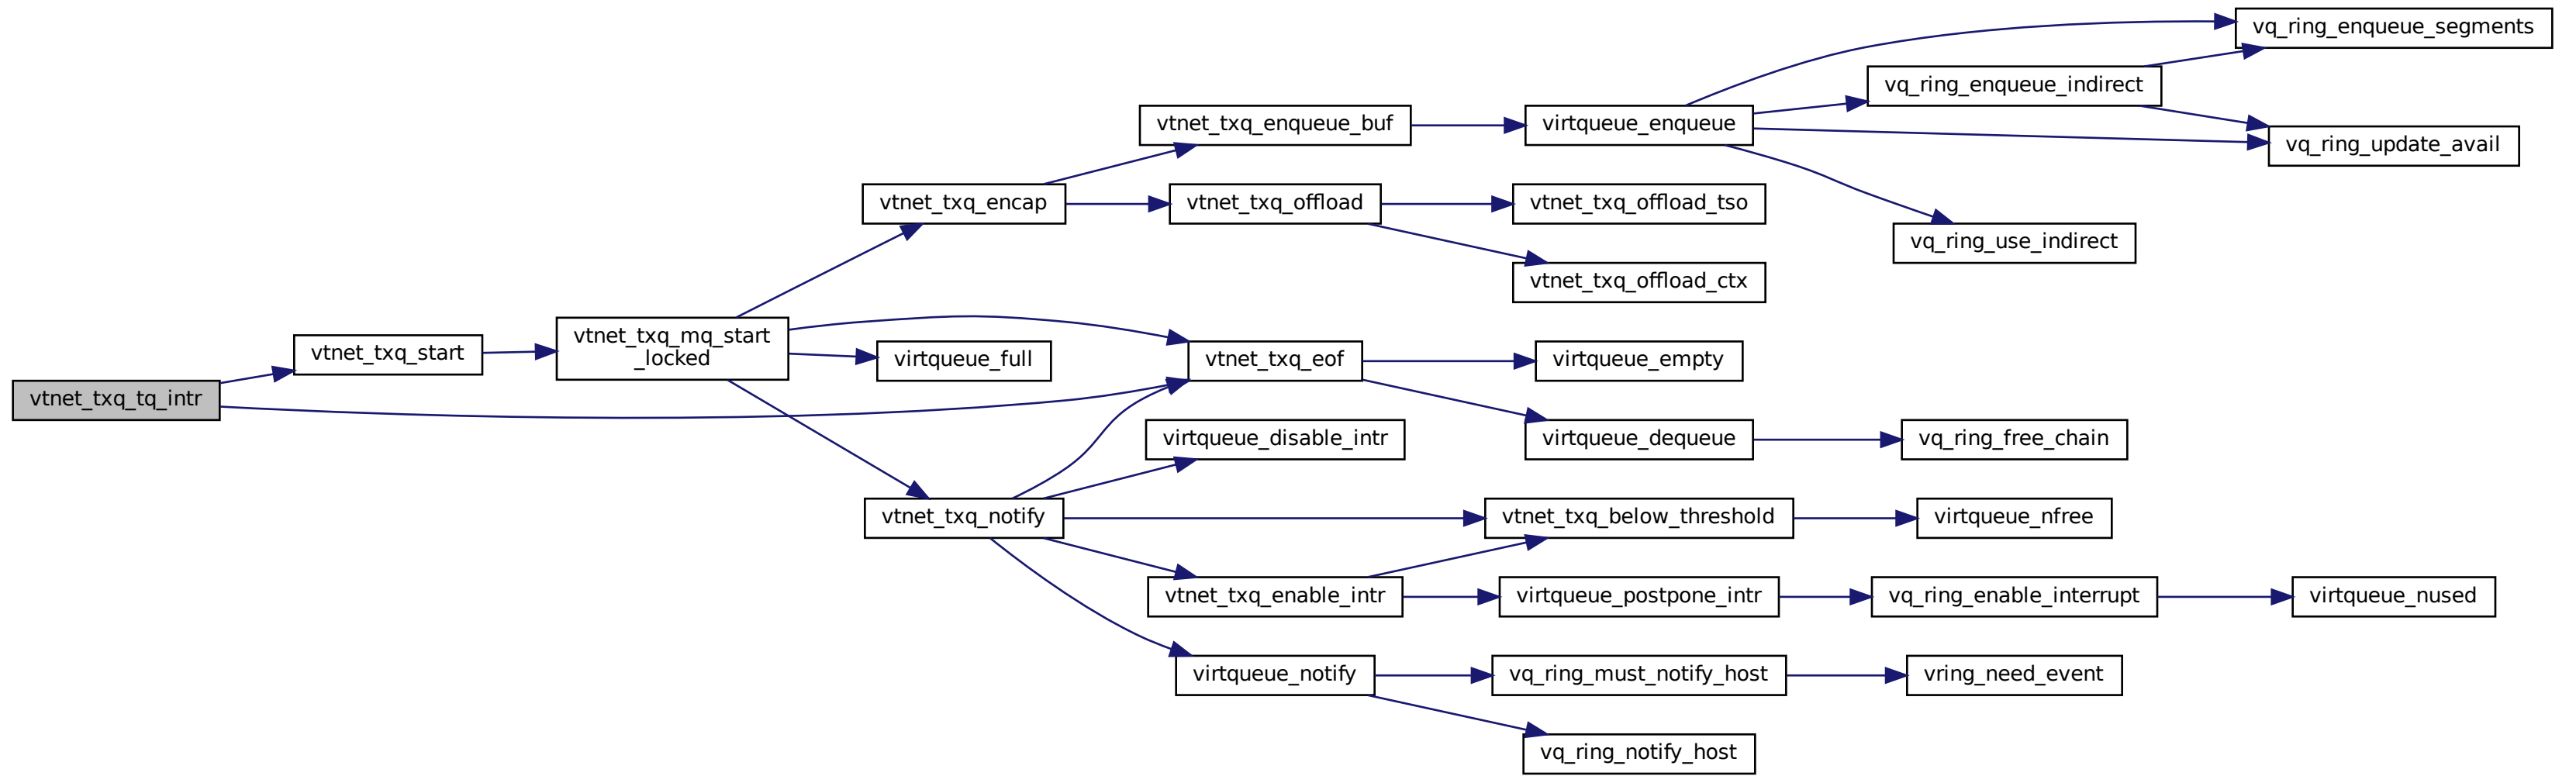 vtnet_txq_tq_intr
vtnet_txq_start
vtnet_txq_mq_start
_locked
vtnet_txq_encap
vtnet_txq_enqueue_buf
virtqueue_enqueue
vq_ring_enqueue_segments
vq_ring_enqueue_indirect
vq_ring_update_avail
vq_ring_use_indirect
vtnet_txq_offload
vtnet_txq_offload_tso
vtnet_txq_offload_ctx
virtqueue_full
vtnet_txq_eof
virtqueue_empty
virtqueue_dequeue
vq_ring_free_chain
vtnet_txq_notify
virtqueue_disable_intr
vtnet_txq_below_threshold
virtqueue_nfree
vtnet_txq_enable_intr
virtqueue_postpone_intr
vq_ring_enable_interrupt
virtqueue_nused
virtqueue_notify
vq_ring_must_notify_host
vring_need_event
vq_ring_notify_host